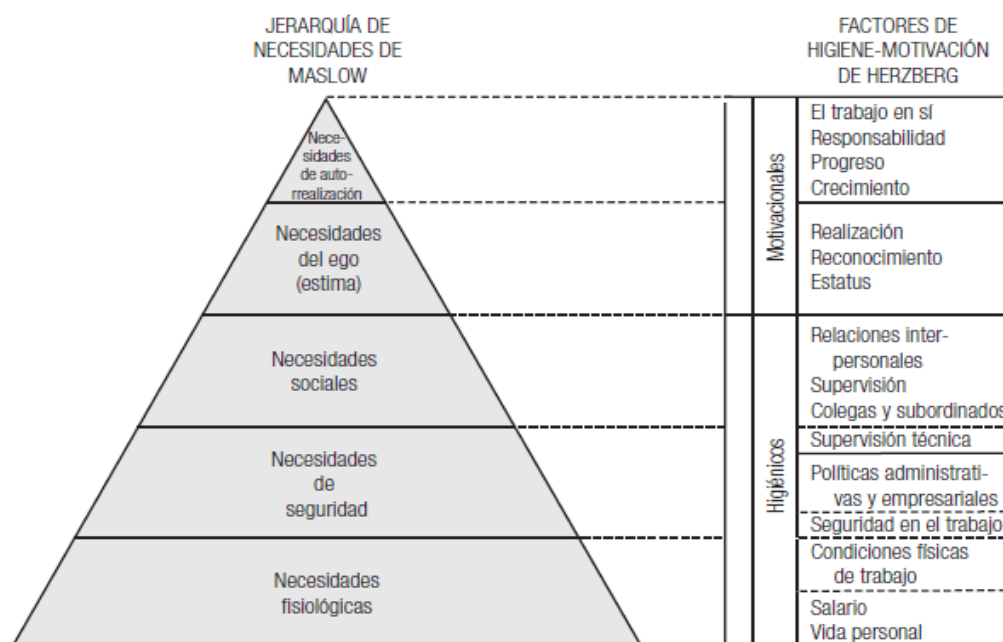 JERARQUÍA DE
NECESIDADES DE
MASLOW
FACTORES DE
HIGIENE-MOTIVACIÓN
DE HERZBERG
Nece-
sidades
de auto-
rrealización
Necesidades
del ego
(estima)
Necesidades
sociales
Necesidades
de
seguridad
Necesidades
fisiológicas
Motivacionales
Higiénicos
El trabajo en sí
Responsabilidad
Progreso
Crecimiento
Realización
Reconocimiento
Estatus
Relaciones inter-
personales
Supervisión
Colegas y subordinados
Supervisión técnica
Políticas administrati-
vas y empresariales
Seguridad en el trabajo
Condiciones físicas
de trabajo
Salario
Vida personal